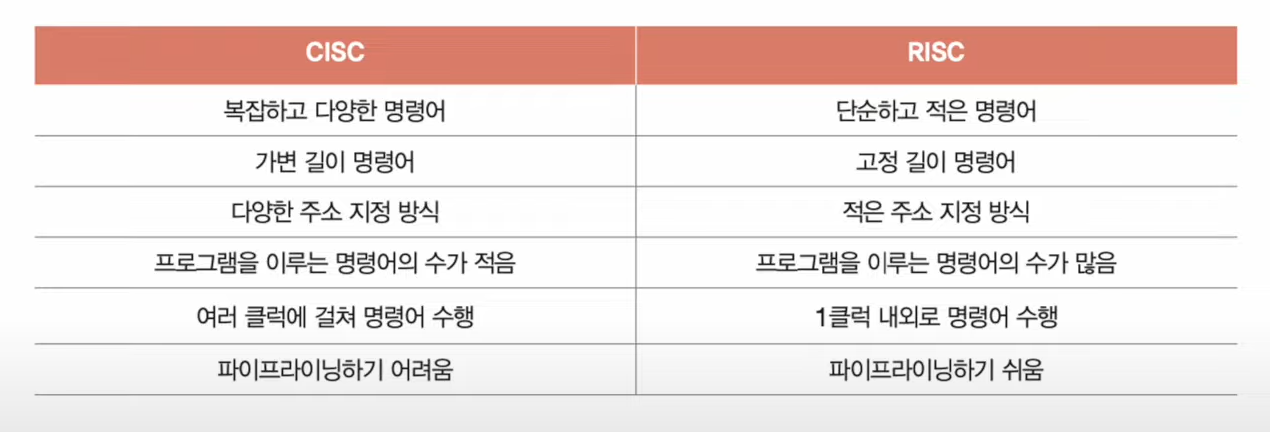 CISC RISC
복잡하고 다양한 명령어 단순하고 적은 명령어
가변 길이 명령어 고정 길이 명령어
다양한 주소 지정 방식 적은 주소 지정 방식
프로그램을 이루는 명령어의 수가 적음 프로그램을 이루는 명령어의 수가 많음
여러 클럭에 걸쳐 명령어 수행 1클럭 내외로 명령어 수행
파이프라이닝하기 어려움 파이프라이닝하기 쉬움